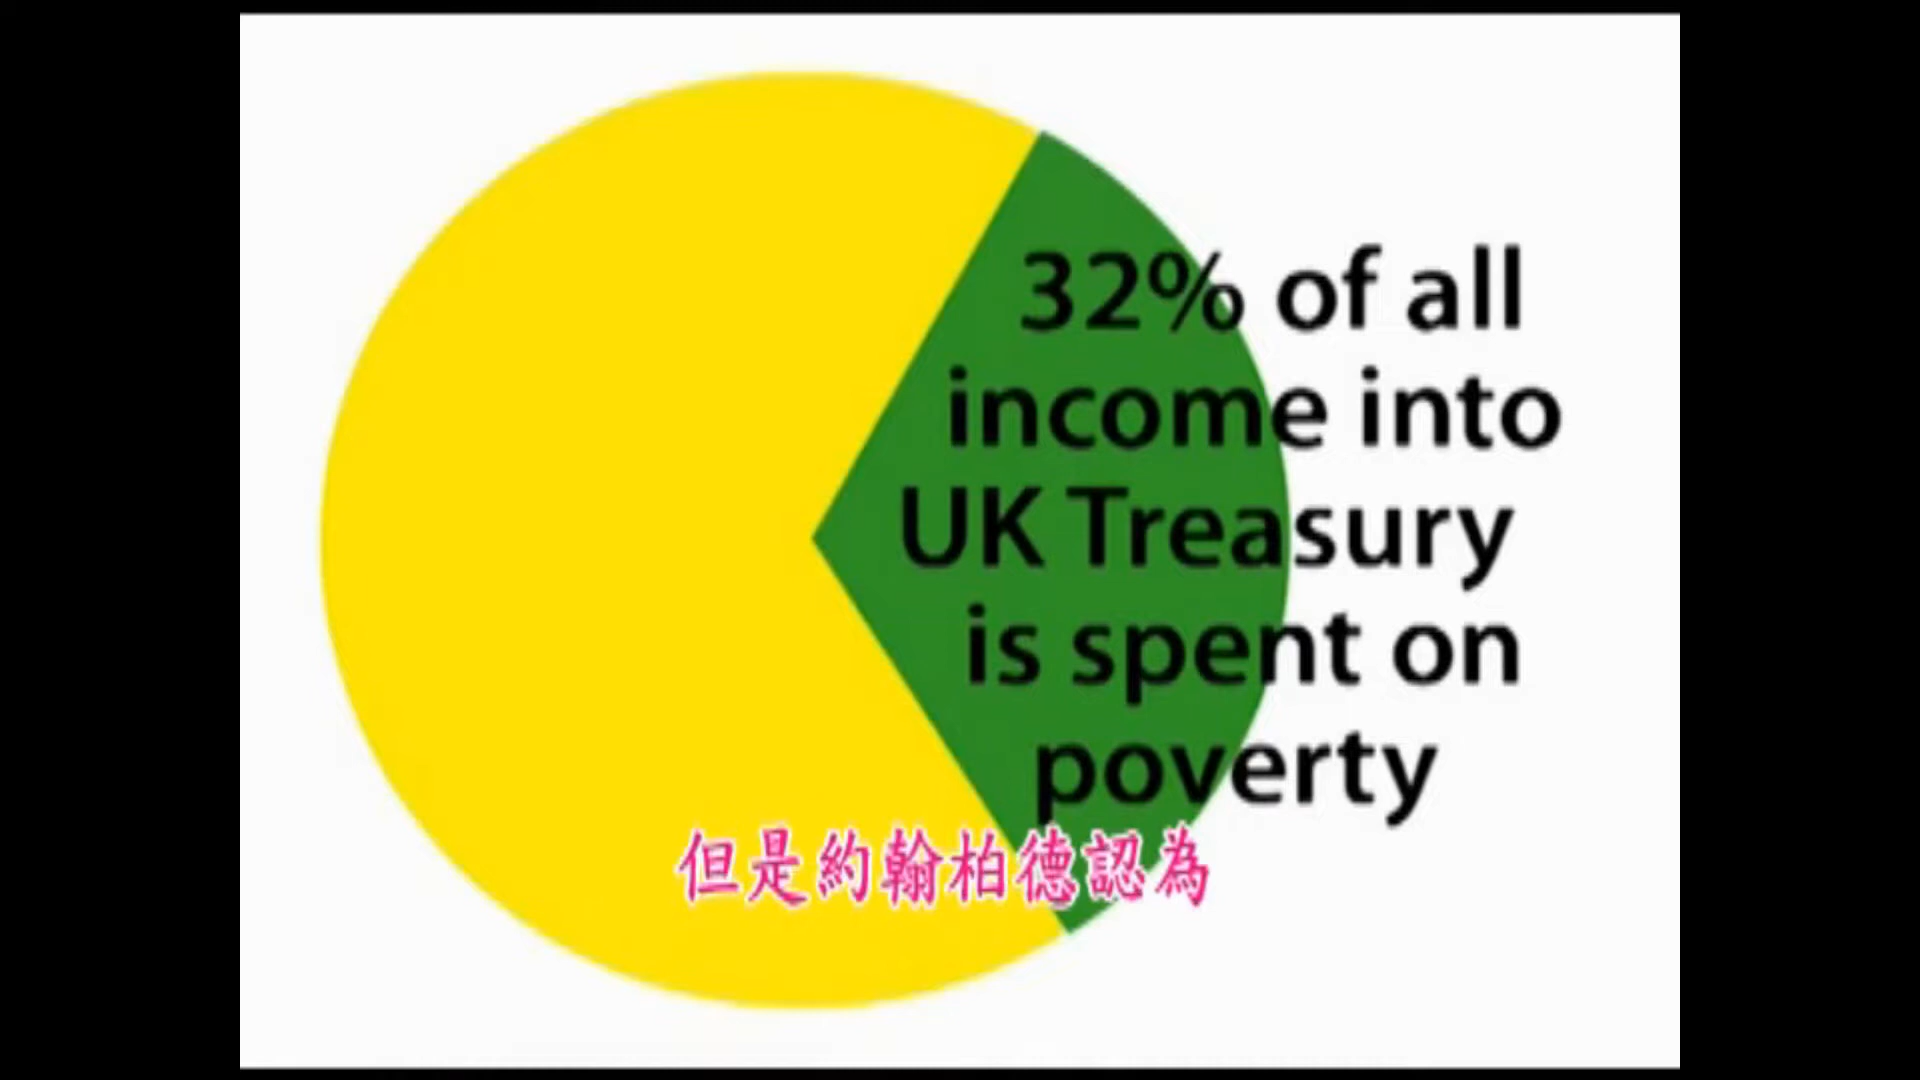 32% of all
income into
UK Treasury
is spent on
poverty
但是約翰柏德認為